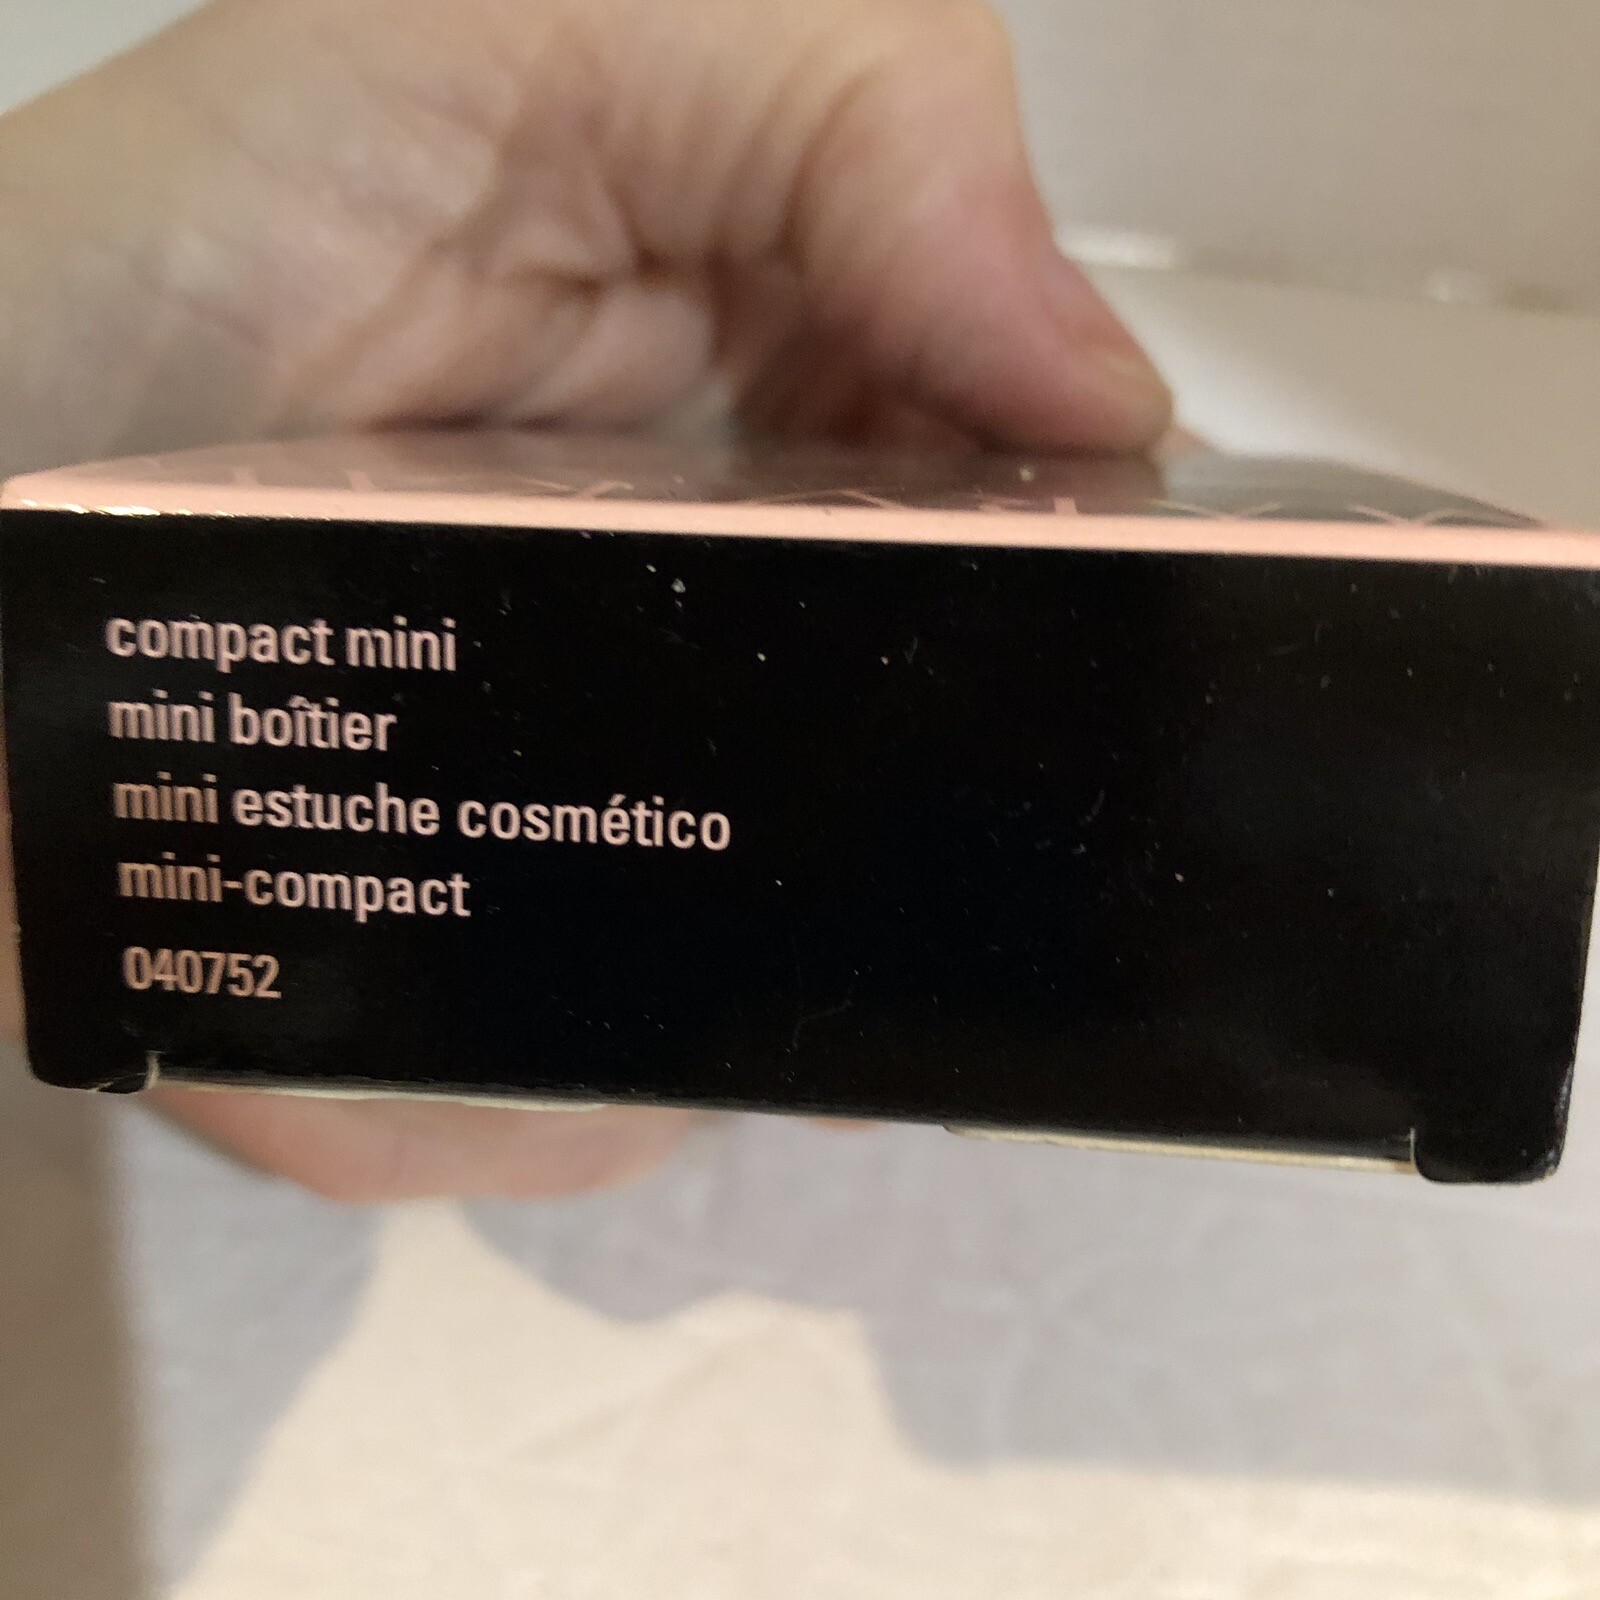 compact mini
mini boîtier
mini estuche cosmético
mini-compact
040752